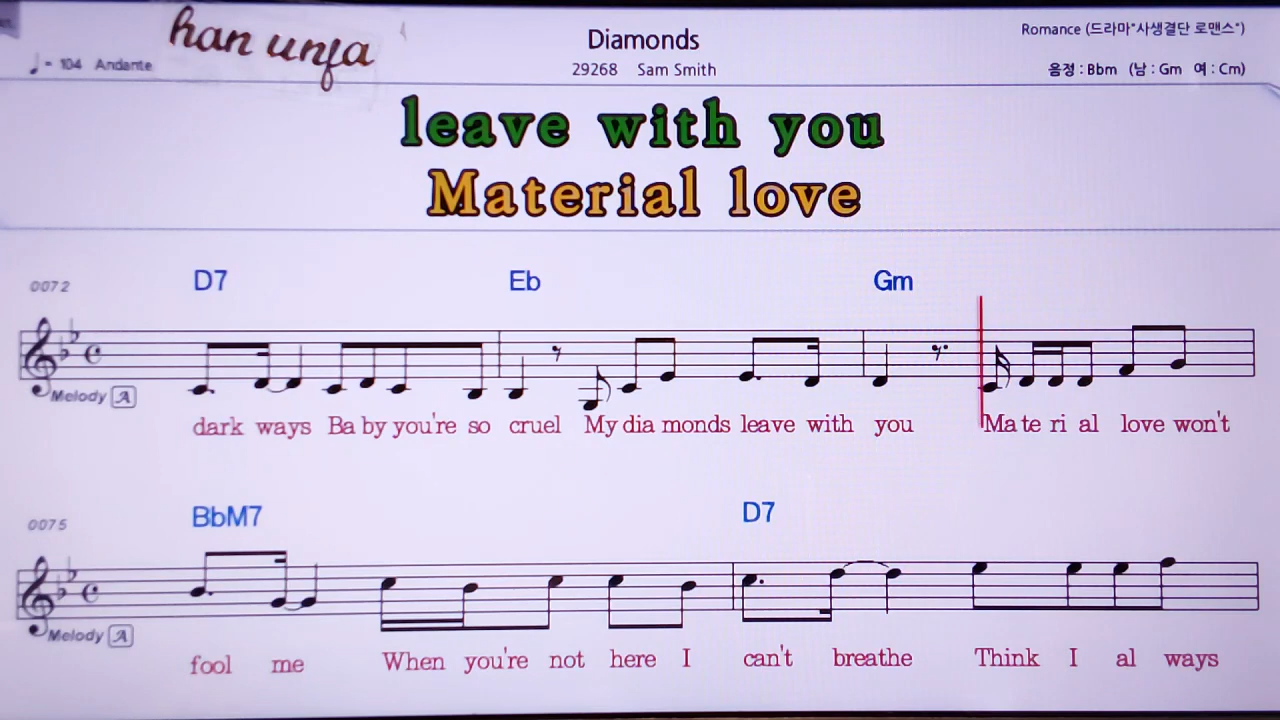 han unja
Diamonds
Romance (드라마"사생결단 로맨스")
♩ = 104 Andante
29268 Sam Smith
음정 : Bbm (남 : Gm 여 : Cm)
leave with you
Material love
0072 D7 Eb Gm
Melody A
dark ways Ba by you're so cruel My dia monds leave with you Ma te ri al love won't
0075 BbM7 D7
Melody A
fool me When you're not here I can't breathe Think I al ways